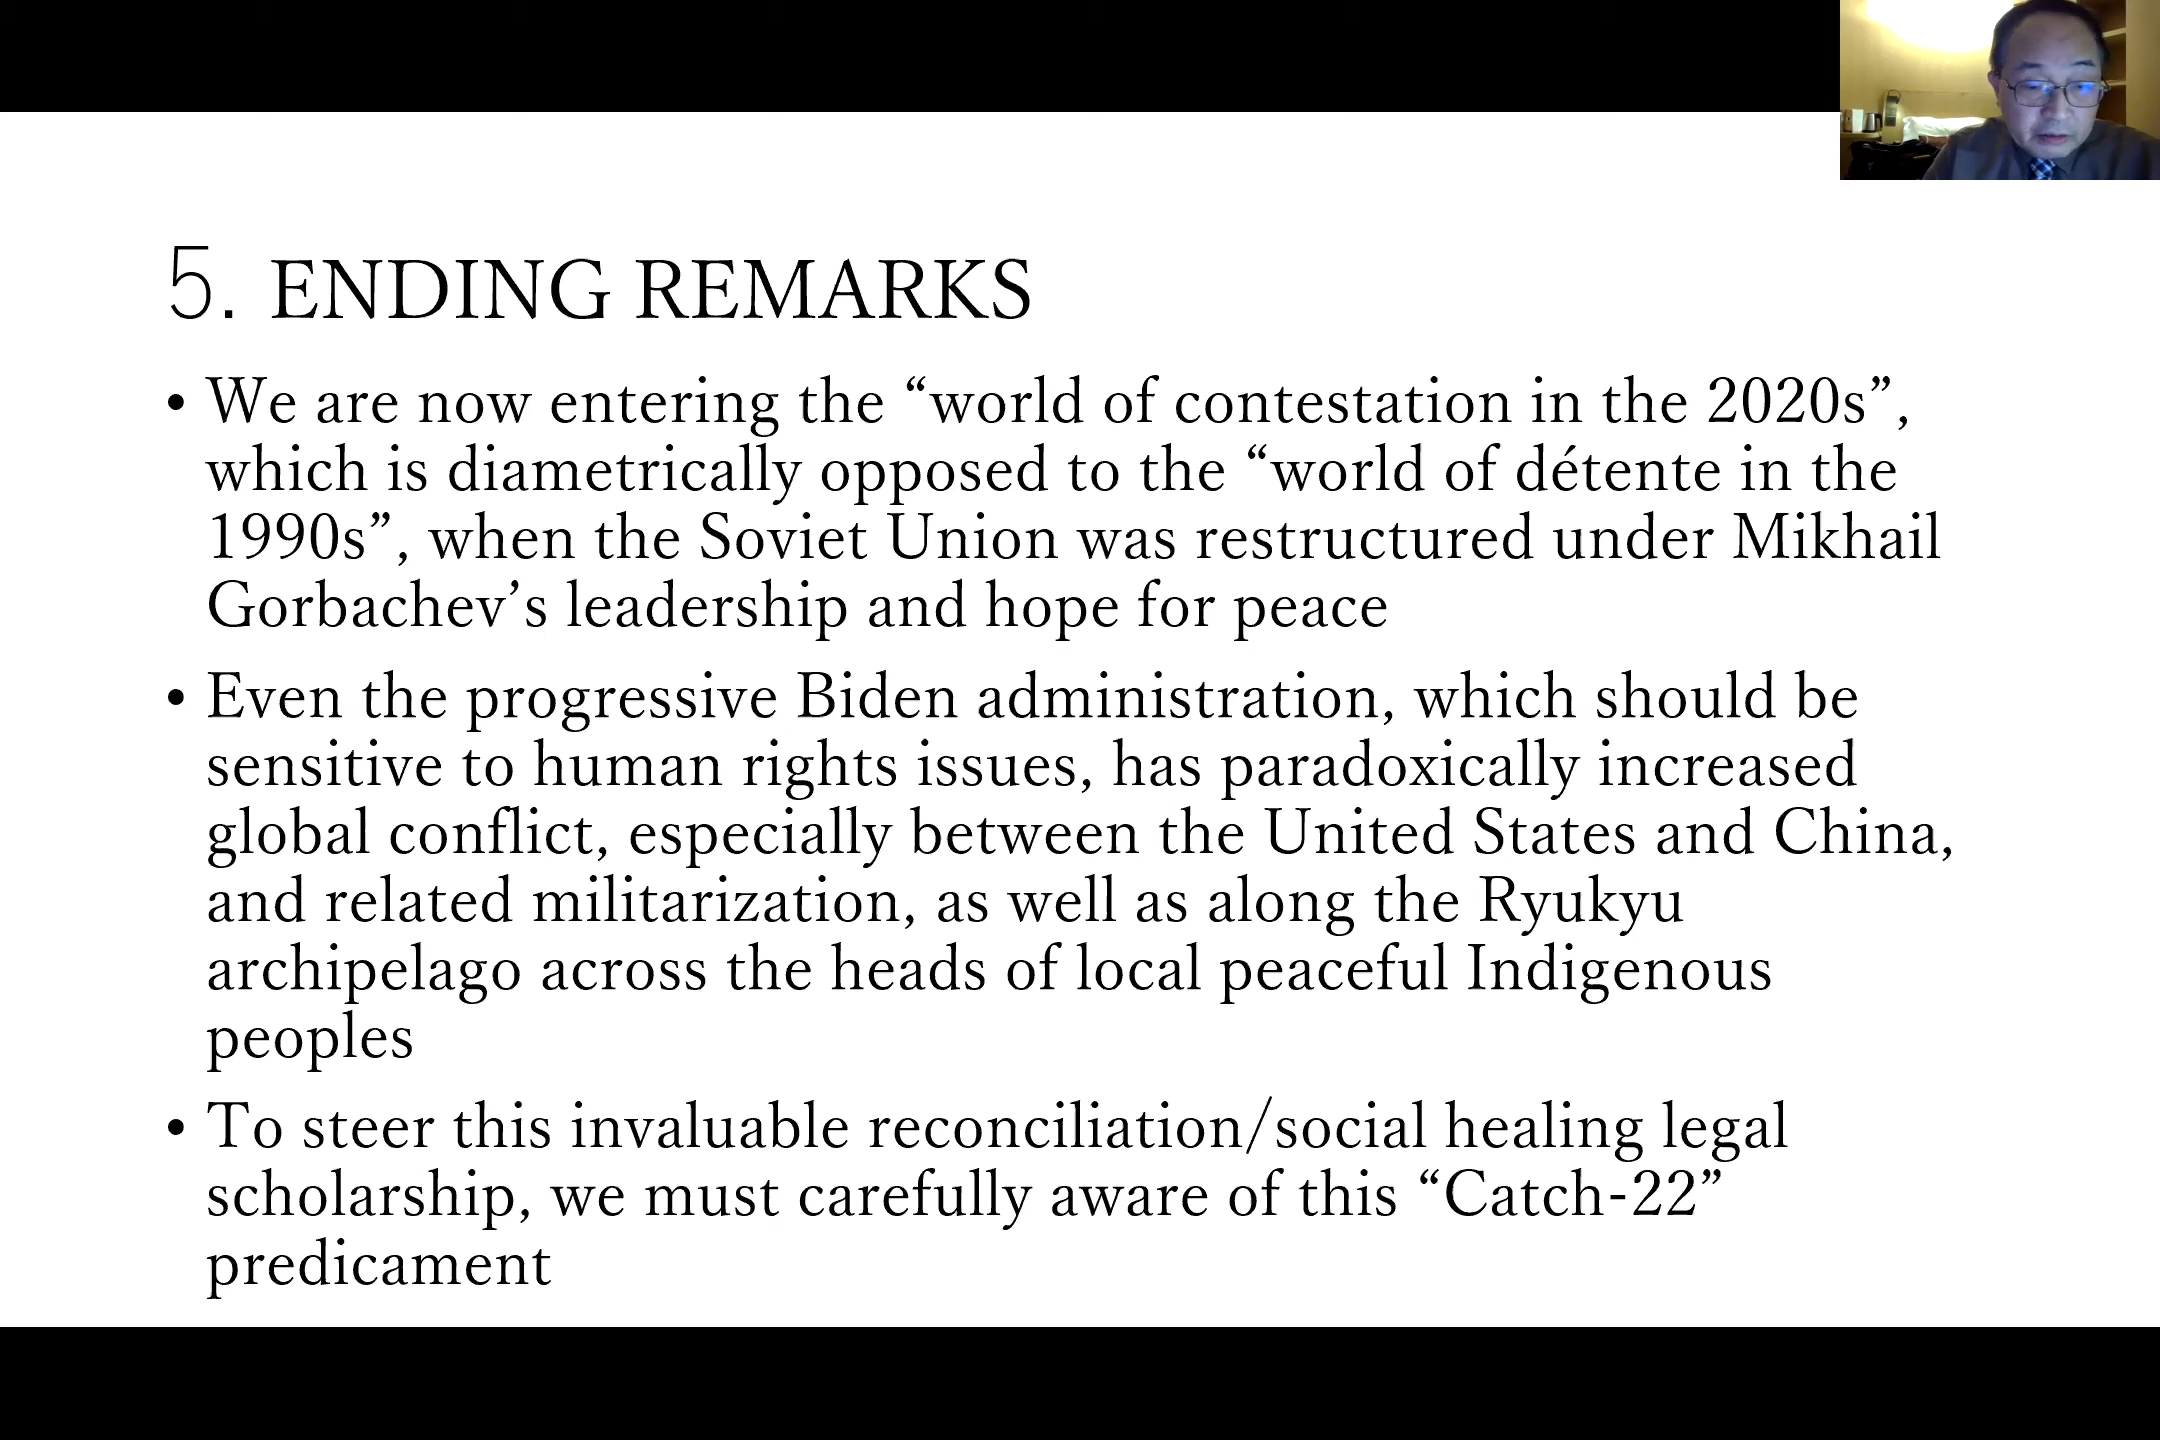 5. ENDING REMARKS
• We are now entering the “world of contestation in the 2020s”,
which is diametrically opposed to the “world of détente in the
1990s”, when the Soviet Union was restructured under Mikhail
Gorbachev’s leadership and hope for peace
• Even the progressive Biden administration, which should be
sensitive to human rights issues, has paradoxically increased
global conflict, especially between the United States and China,
and related militarization, as well as along the Ryukyu
archipelago across the heads of local peaceful Indigenous
peoples
• To steer this invaluable reconciliation/social healing legal
scholarship, we must carefully aware of this “Catch-22”
predicament